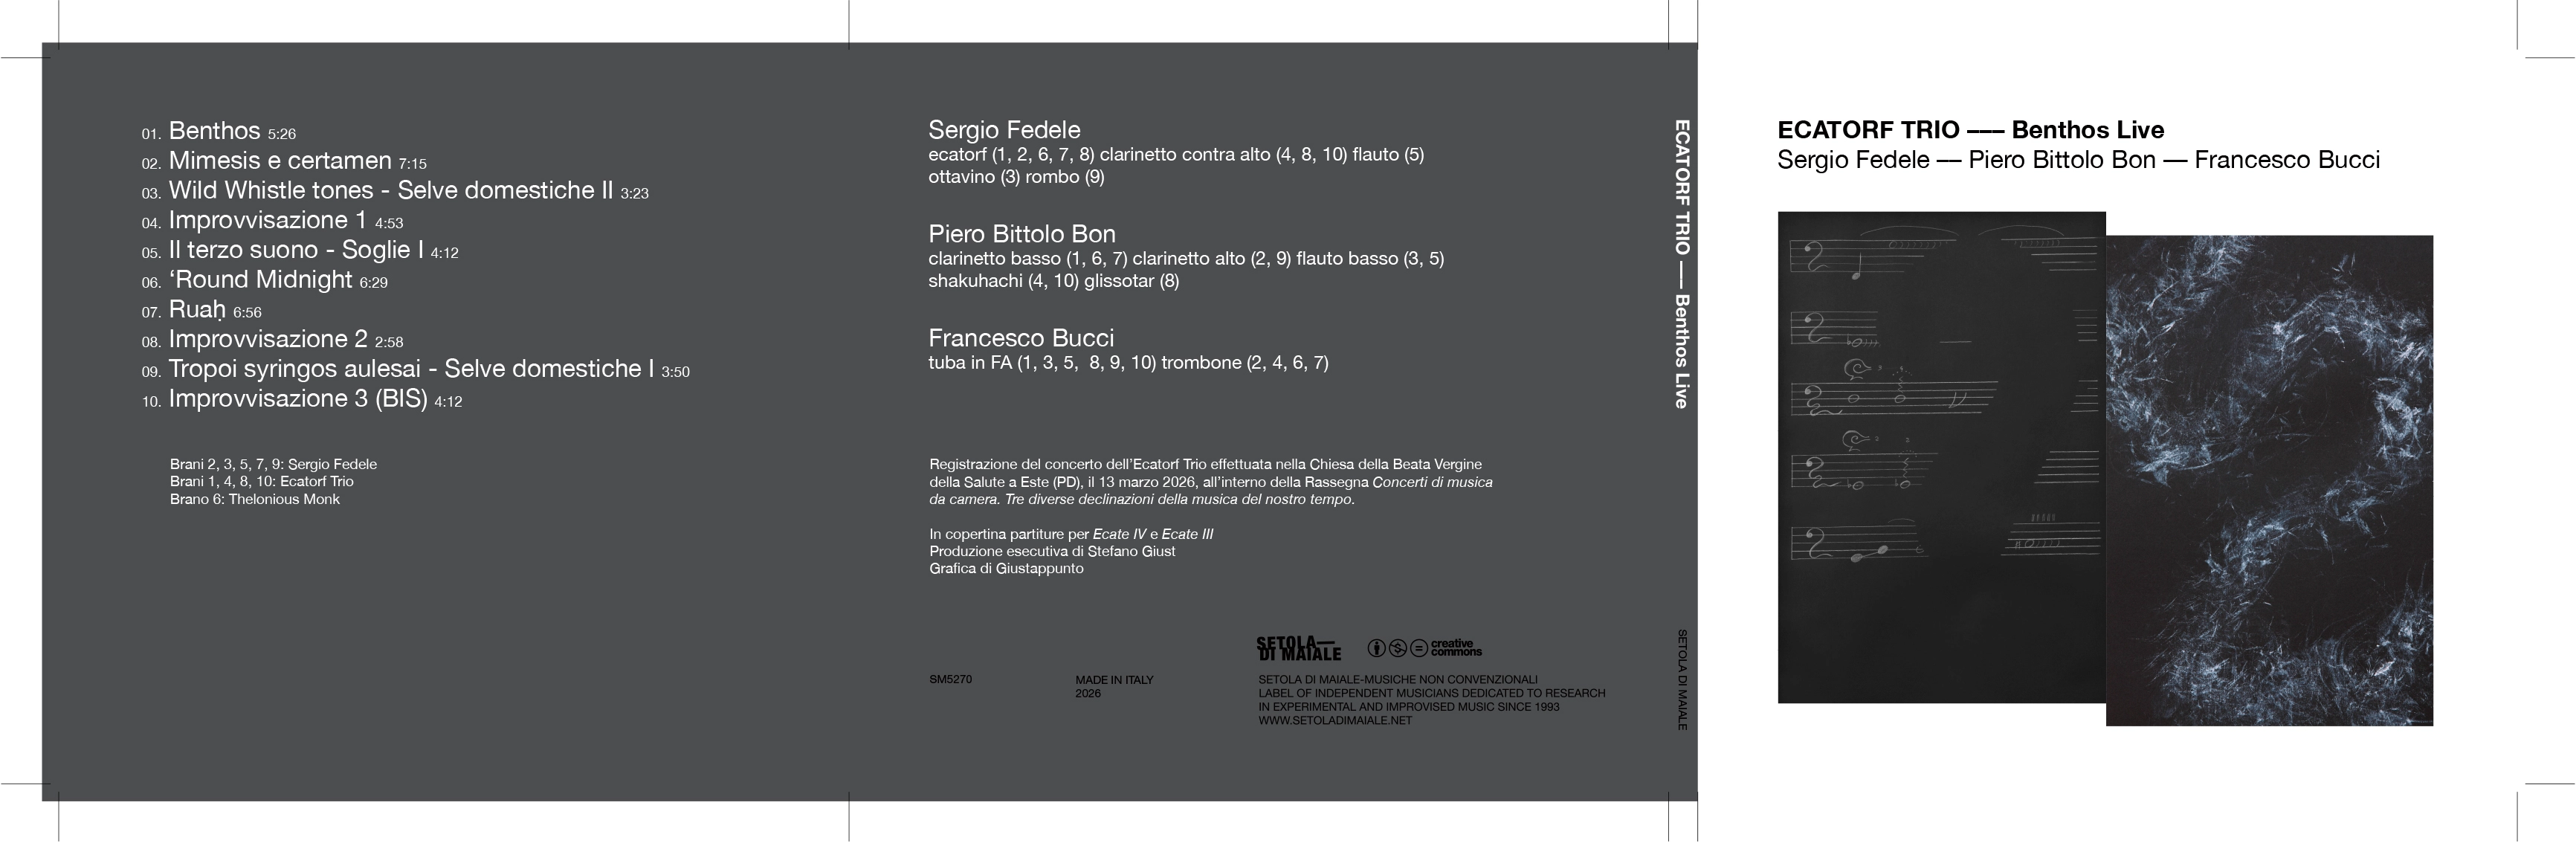 01. Benthos 5:26
02. Mimesis e certamen 7:15
03. Wild Whistle tones - Selve domestiche II 3:23
04. Improvvisazione 1 4:53
05. Il terzo suono - Soglie I 4:12
06. ‘Round Midnight 6:29
07. Ruaḥ 6:56
08. Improvvisazione 2 2:58
09. Tropoi syringos aulesai - Selve domestiche I 3:50
10. Improvvisazione 3 (BIS) 4:12
Brani 2, 3, 5, 7, 9: Sergio Fedele
Brani 1, 4, 8, 10: Ecatorf Trio
Brano 6: Thelonious Monk
Sergio Fedele
ecatorf (1, 2, 6, 7, 8) clarinetto contra alto (4, 8, 10) flauto (5)
ottavino (3) rombo (9)
Piero Bittolo Bon
clarinetto basso (1, 6, 7) clarinetto alto (2, 9) flauto basso (3, 5)
shakuhachi (4, 10) glissotar (8)
Francesco Bucci
tuba in FA (1, 3, 5,  8, 9, 10) trombone (2, 4, 6, 7)
Registrazione del concerto dell’Ecatorf Trio effettuata nella Chiesa della Beata Vergine
della Salute a Este (PD), il 13 marzo 2026, all’interno della Rassegna Concerti di musica
da camera. Tre diverse declinazioni della musica del nostro tempo.
In copertina partiture per Ecate IV e Ecate III
Produzione esecutiva di Stefano Giust
Grafica di Giustappunto
SETOLA—
DI MAIALE
creative
commons
SM5270
MADE IN ITALY
2026
SETOLA DI MAIALE-MUSICHE NON CONVENZIONALI
LABEL OF INDEPENDENT MUSICIANS DEDICATED TO RESEARCH
IN EXPERIMENTAL AND IMPROVISED MUSIC SINCE 1993
WWW.SETOLADIMAIALE.NET
ECATORF TRIO —– Benthos Live
SETOLA DI MAIALE
ECATORF TRIO —– Benthos Live
Sergio Fedele — Piero Bittolo Bon — Francesco Bucci